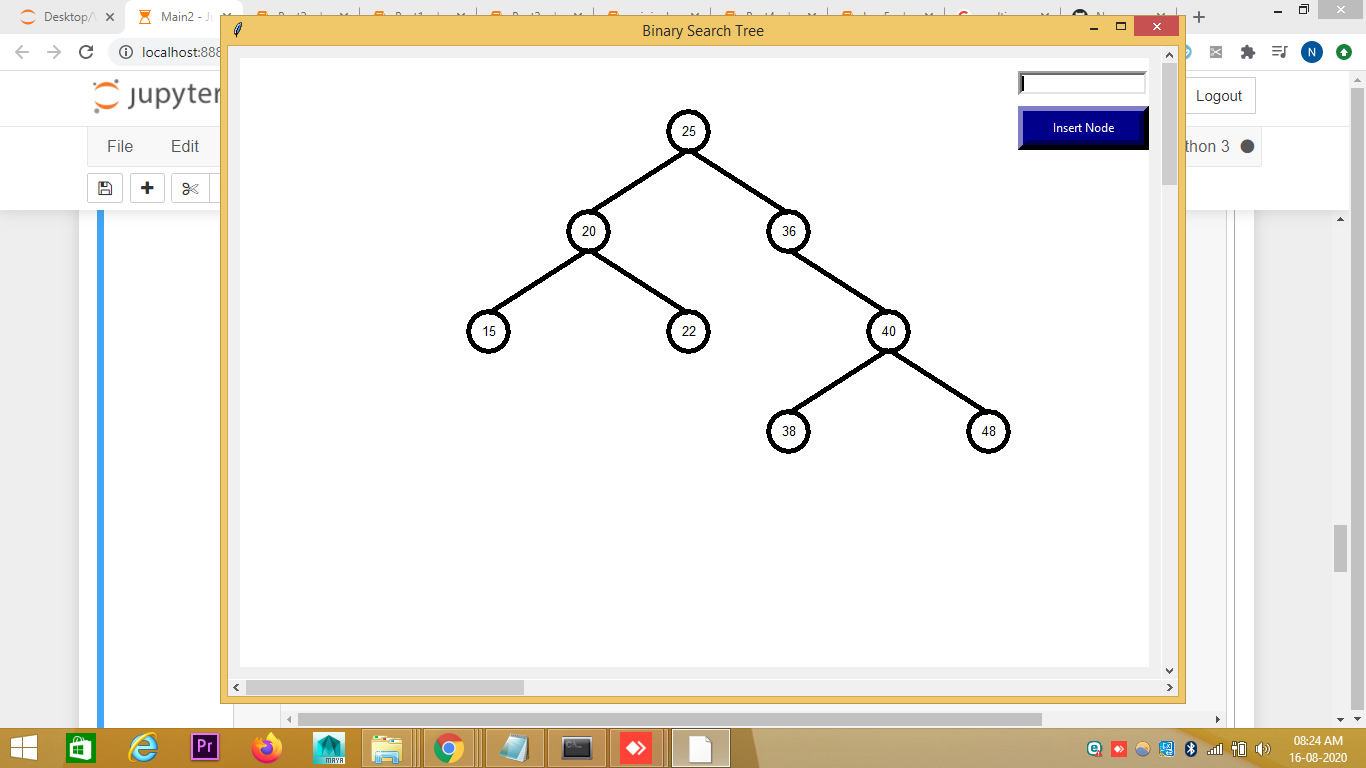 Desktop/
Main2 - J
Binary Search Tree
localhost:888
N
jupyter
Logout
File
Edit
thon 3
Insert Node
25
20
36
15
22
40
38
48
Pr
MAYA
08:24 AM
16-08-2020